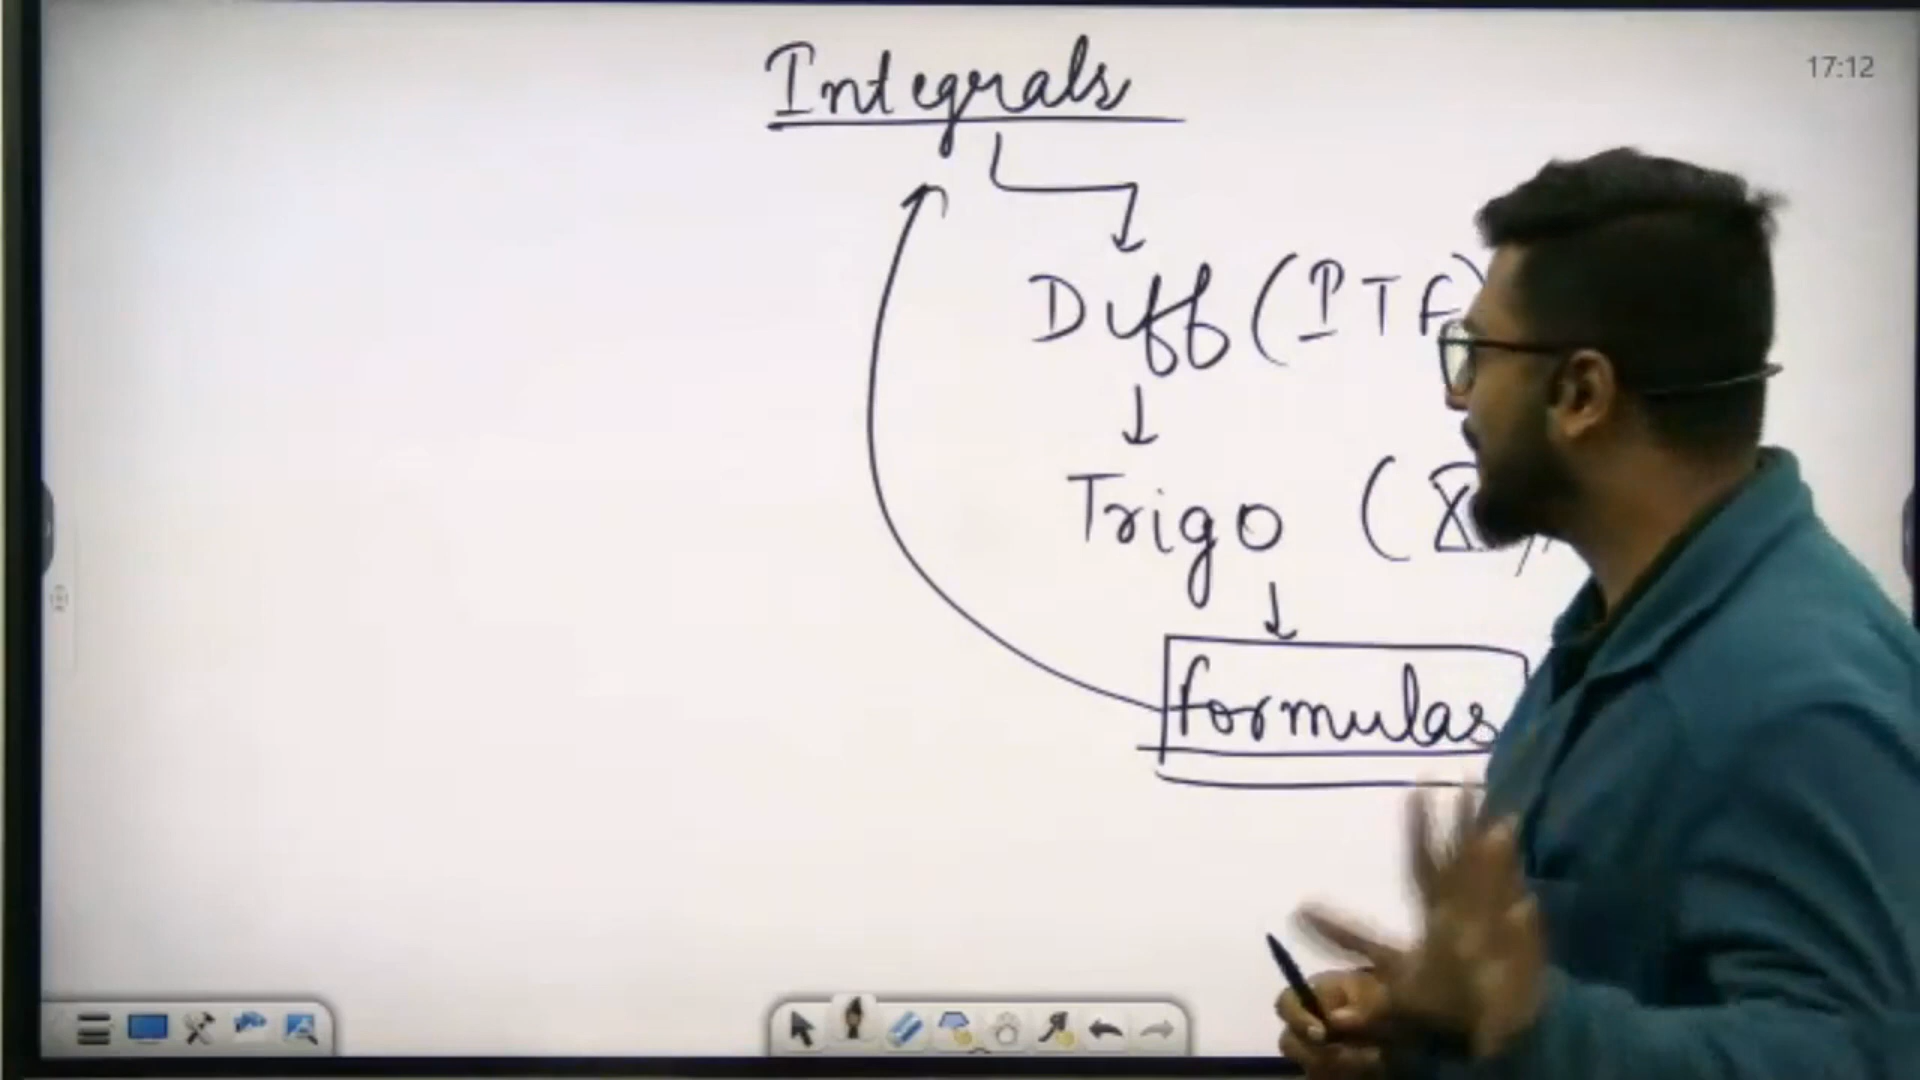 Integrals
17:12
Diff (ITF)
Trigo (
formulas